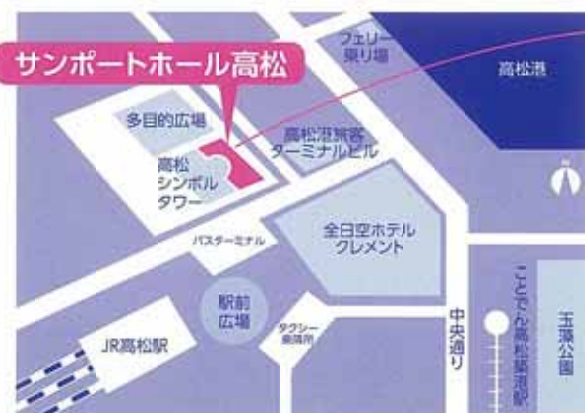 フェリー
乗り場
高松港
サンポートホール高松
多目的広場
高松港旅客
ターミナルビル
高松
シンボル
タワー
N
バスターミナル
全日空ホテル
クレメント
駅前
広場
タクシー
乗降所
JR高松駅
中央通り
ことでん高松築港駅
玉藻公園